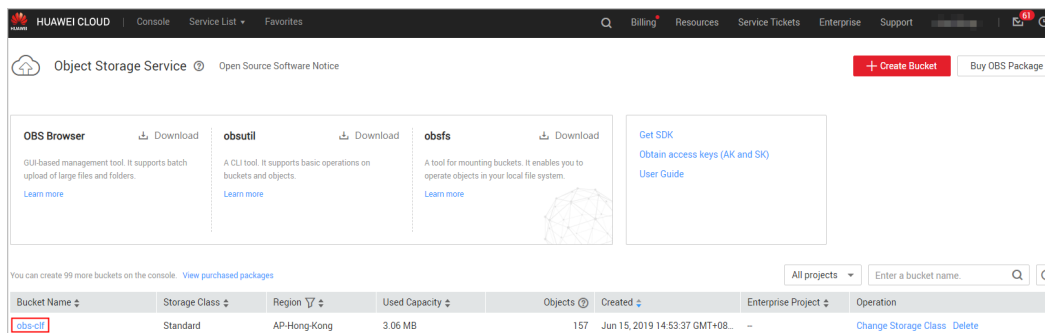 HUAWEI
HUAWEI CLOUD | Console Service List Favorites Billing Resources Service Tickets Enterprise Support 61
Object Storage Service Open Source Software Notice + Create Bucket Buy OBS Package
OBS Browser Download obsutil Download obsfs Download Get SDK
Obtain access keys (AK and SK)
GUI-based management tool. It supports batch A CLI tool. It supports basic operations on A tool for mounting buckets. It enables you to
upload of large files and folders. buckets and objects. operate objects in your local file system. User Guide
Learn more Learn more Learn more
You can create 99 more buckets on the console. View purchased packages All projects Enter a bucket name.
Bucket Name Storage Class Region Used Capacity Objects Created Enterprise Project Operation
obs-clf Standard AP-Hong-Kong 3.06 MB 157 Jun 15, 2019 14:53:37 GMT+08... – Change Storage Class Delete